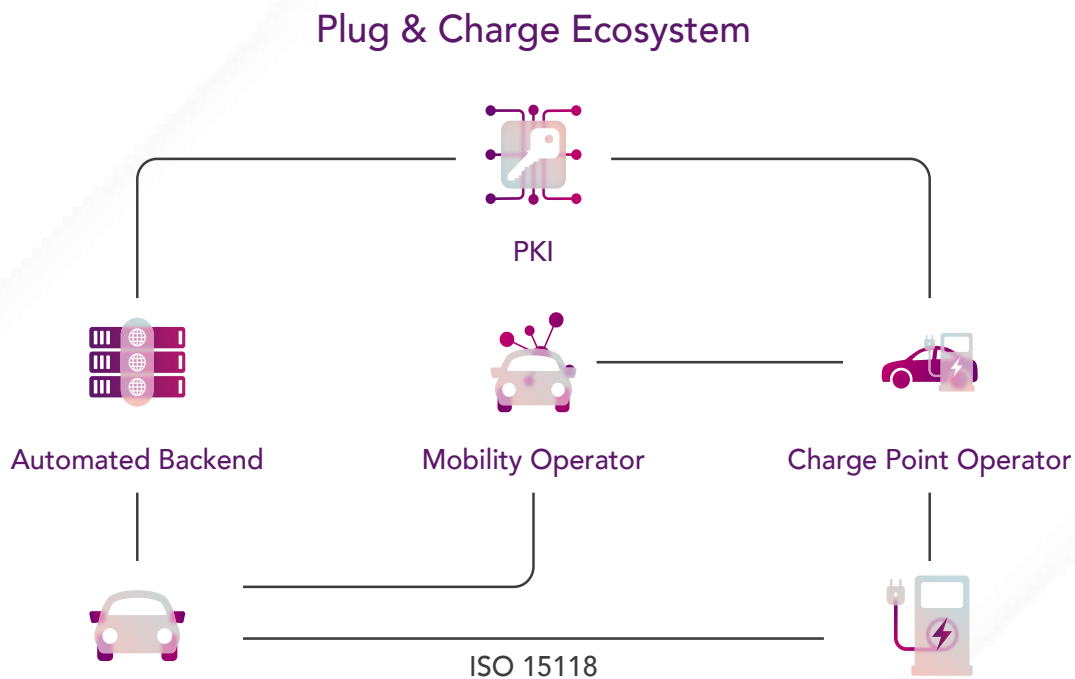 Plug & Charge Ecosystem
PKI
Automated Backend
Mobility Operator
Charge Point Operator
ISO 15118